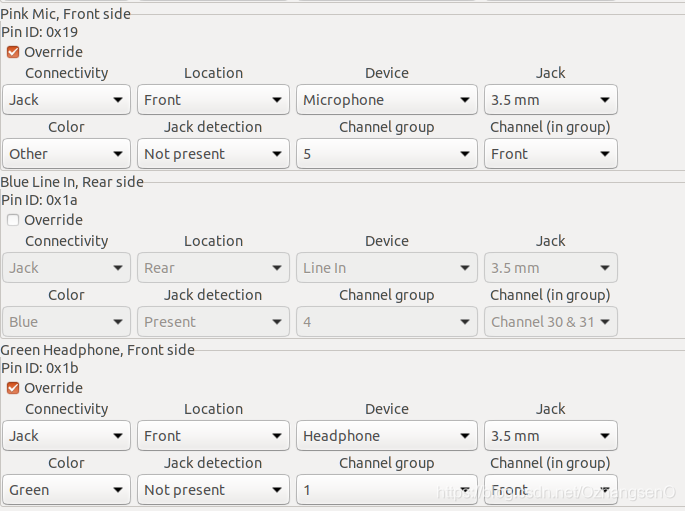 Pink Mic, Front side
Pin ID: 0x19
Override
Connectivity Location Device Jack
Jack Front Microphone 3.5 mm
Color Jack detection Channel group Channel (in group)
Other Not present 5 Front
Blue Line In, Rear side
Pin ID: 0x1a
Override
Connectivity Location Device Jack
Jack Rear Line In 3.5 mm
Color Jack detection Channel group Channel (in group)
Blue Present 4 Channel 30 & 31
Green Headphone, Front side
Pin ID: 0x1b
Override
Connectivity Location Device Jack
Jack Front Headphone 3.5 mm
Color Jack detection Channel group Channel (in group)
Green Not present 1 Front